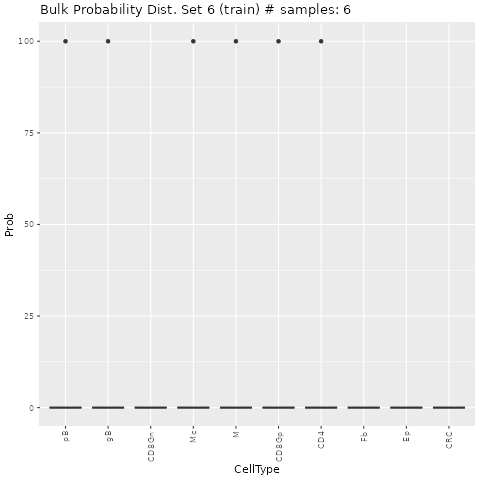 Bulk Probability Dist. Set 6 (train) # samples: 6
100
75
50
25
0
Prob
pB
gB
CD8Gn
Mc
M
CD8Gp
CD4
Fb
Ep
CRC
CellType